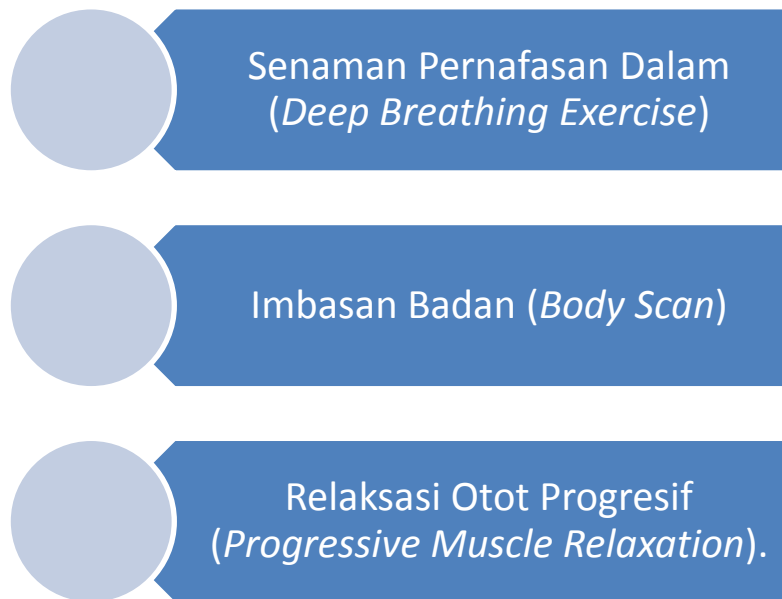 Senaman Pernafasan Dalam
(Deep Breathing Exercise)
Imbasan Badan (Body Scan)
Relaksasi Otot Progresif
(Progressive Muscle Relaxation).